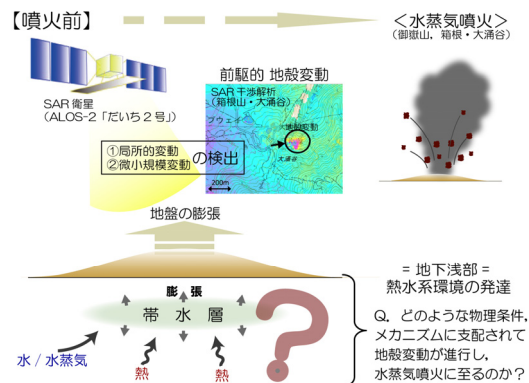 【噴火前】
＜水蒸気噴火＞
(御嶽山，箱根・大涌谷)
SAR 衛星
(ALOS-2「だいち2号」)
前駆的 地殻変動
SAR 干渉解析
(箱根山・大涌谷)
プウェイ
地殻変動
大涌谷
200m
①局所的変動
②微小規模変動
の検出
地盤の膨張
膨 張
帯 水 層
水 / 水蒸気
熱
熱
?
= 地下浅部 =
熱水系環境の発達
Q，どのような物理条件，
メカニズムに支配されて
地殻変動が進行し，
水蒸気噴火に至るのか？